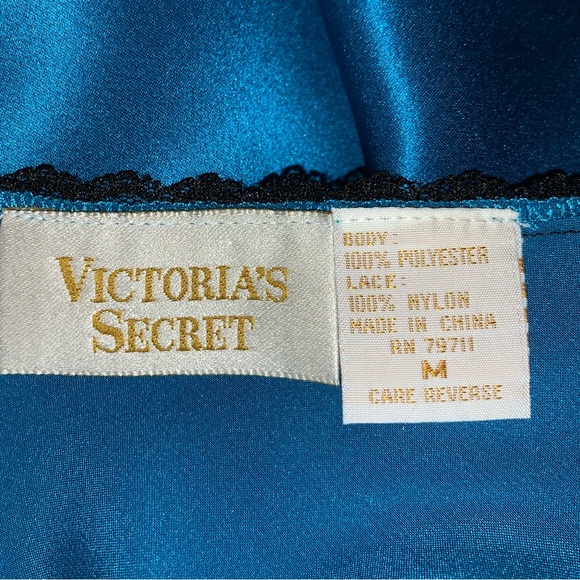 VICTORIA'S
SECRET
BODY:
100% POLYESTER
LACE:
100% NYLON
MADE IN CHINA
RN 79711
M
CARE REVERSE